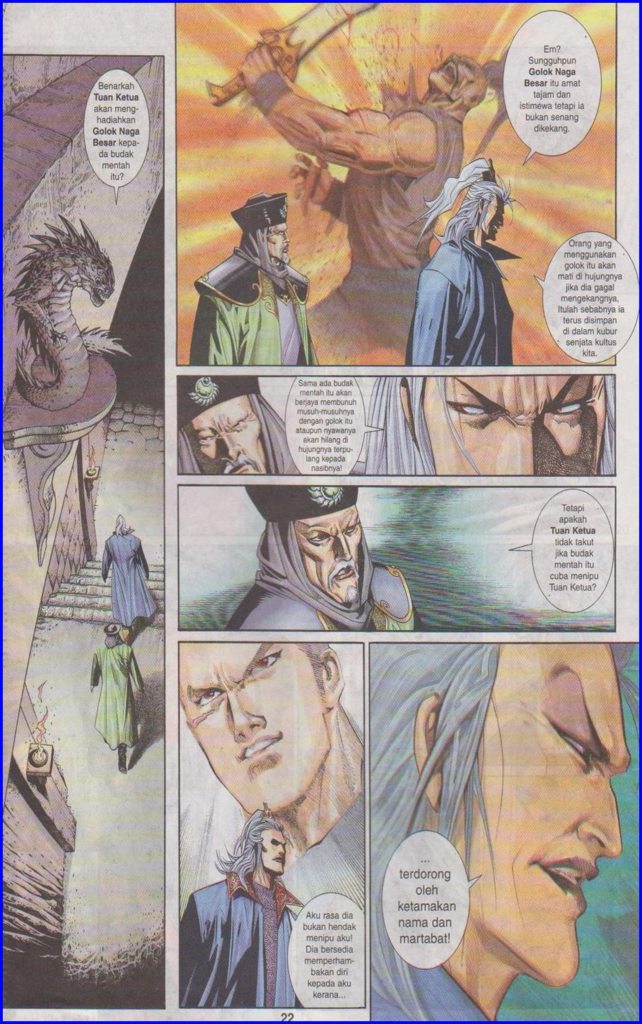 Benarkah
Tuan Ketua
akan meng-
hadiahkan
Golok Naga
Besar kepa-
da budak
mentah
itu?
Em?
Sungguhpun
Golok Naga
Besar itu amat
tajam dan
istimewa tetapi ia
bukan senang
dikekang.
Orang yang
menggunakan
golok itu akan
mati di hujungnya
jika dia gagal
mengekangnya,
Itulah sebabnya ia
terus disimpan
di dalam kubur
senjata kultus
kita.
Sama ada budak
mentah itu akan
berjaya membunuh
musuh-musuhnya
dengan golok itu
ataupun nyawanya
akan hilang di
hujungnya terpu-
lang kepada
nasibnya!
Tetapi
apakah
Tuan Ketua
tidak takut
jika budak
mentah itu
cuba menipu
Tuan Ketua?
Aku rasa dia
bukan hendak
menipu aku!
Dia bersedia
memperham-
bakan diri
kepada aku
kerana...
...
terdorong
oleh
ketamakan
nama dan
martabat!
22